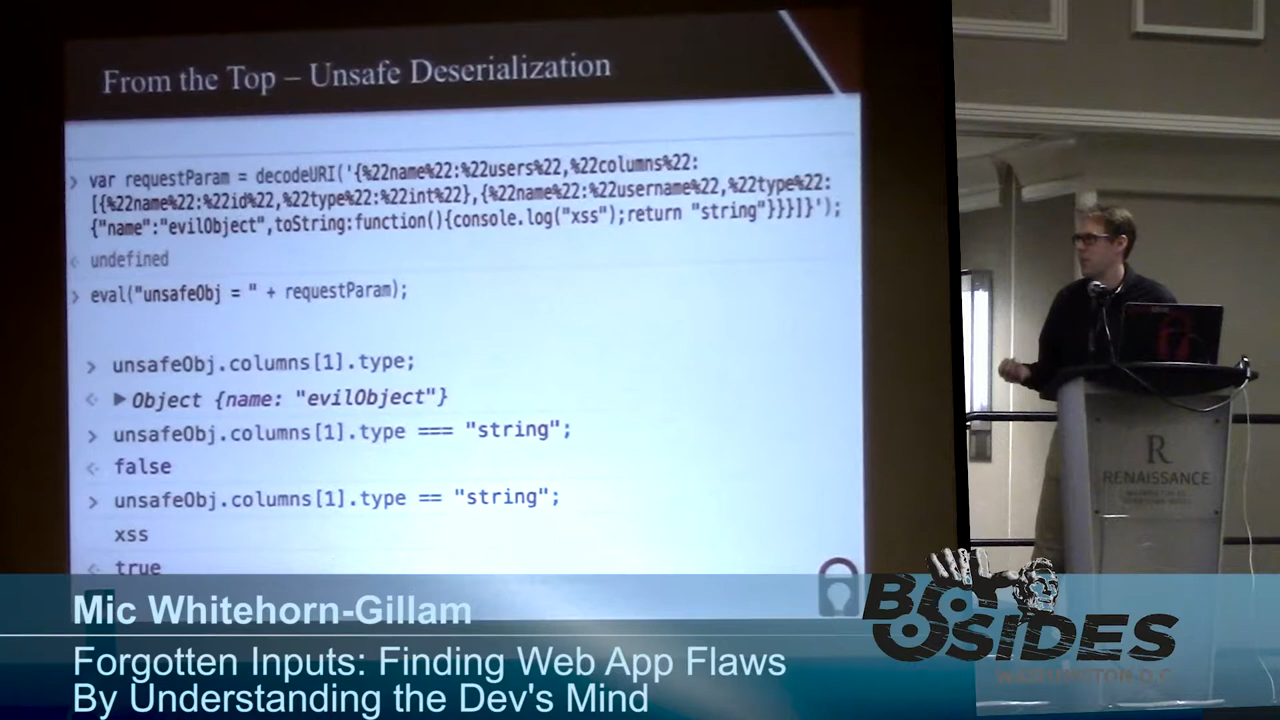 From the Top – Unsafe Deserialization
> var requestParam = decodeURI('{%22name%22:%22users%22,%22columns%22:
[{%22name%22:%22id%22,%22type%22:%22int%22},{%22name%22:%22username%22,%22type%22:
{"name":"evilObject",toString:function(){console.log("xss");return "string"}}}]}');
< undefined
> eval("unsafeObj = " + requestParam);
> unsafeObj.columns[1].type;
< ▶ Object {name: "evilObject"}
> unsafeObj.columns[1].type === "string";
< false
> unsafeObj.columns[1].type == "string";
xss
< true
RENAISSANCE
Mic Whitehorn-Gillam
Forgotten Inputs: Finding Web App Flaws
By Understanding the Dev's Mind
BSIDES
WASHINGTON D.C.